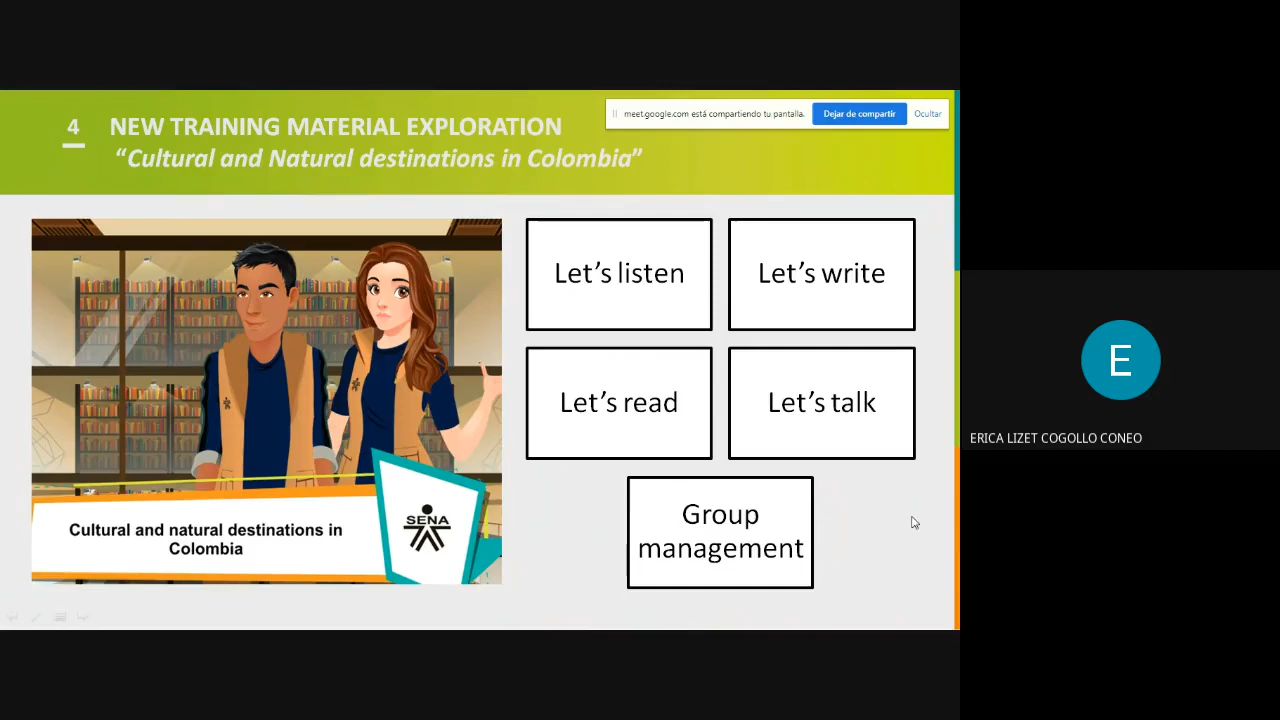 4
NEW TRAINING MATERIAL EXPLORATION
“Cultural and Natural destinations in Colombia”
meet.google.com está compartiendo tu pantalla.
Dejar de compartir
Ocultar
Let’s listen
Let’s write
Let’s read
Let’s talk
Group
management
Cultural and natural destinations in
Colombia
SENA
E
ERICA LIZET COGOLLO CONEO